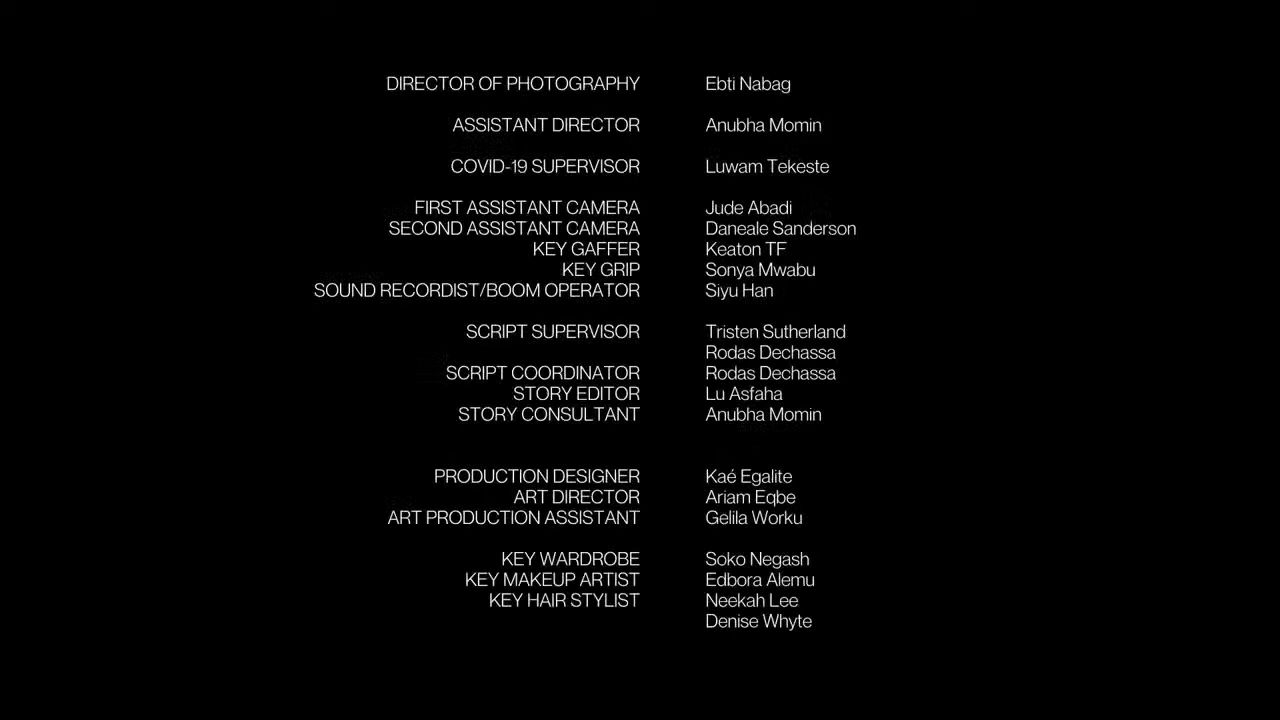 DIRECTOR OF PHOTOGRAPHY Ebti Nabag
ASSISTANT DIRECTOR Anubha Momin
COVID-19 SUPERVISOR Luwam Tekeste
FIRST ASSISTANT CAMERA Jude Abadi
SECOND ASSISTANT CAMERA Daneale Sanderson
KEY GAFFER Keaton TF
KEY GRIP Sonya Mwabu
SOUND RECORDIST/BOOM OPERATOR Siyu Han
SCRIPT SUPERVISOR Tristen Sutherland
Rodas Dechassa
SCRIPT COORDINATOR Rodas Dechassa
STORY EDITOR Lu Asfaha
STORY CONSULTANT Anubha Momin
PRODUCTION DESIGNER Kaé Egalite
ART DIRECTOR Ariam Eqbe
ART PRODUCTION ASSISTANT Gelila Worku
KEY WARDROBE Soko Negash
KEY MAKEUP ARTIST Edbora Alemu
KEY HAIR STYLIST Neekah Lee
Denise Whyte